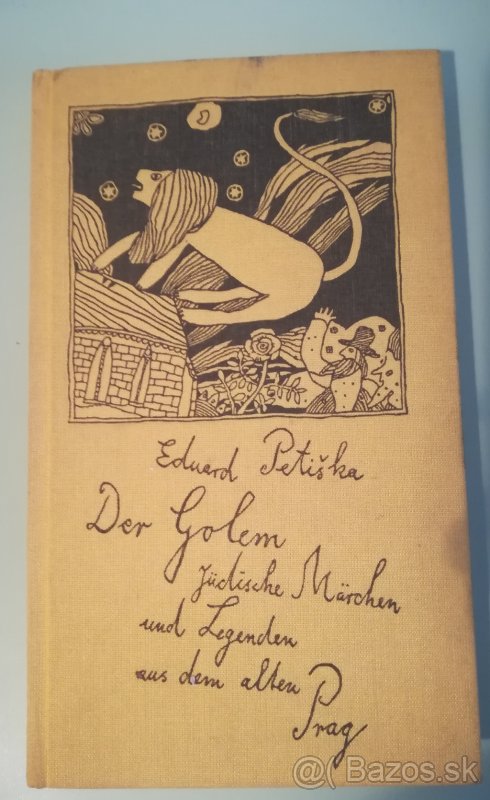 Eduard Petiška
Der Golem
Jüdische Märchen
und Legenden
aus dem alten
Prag
@( Bazos.sk